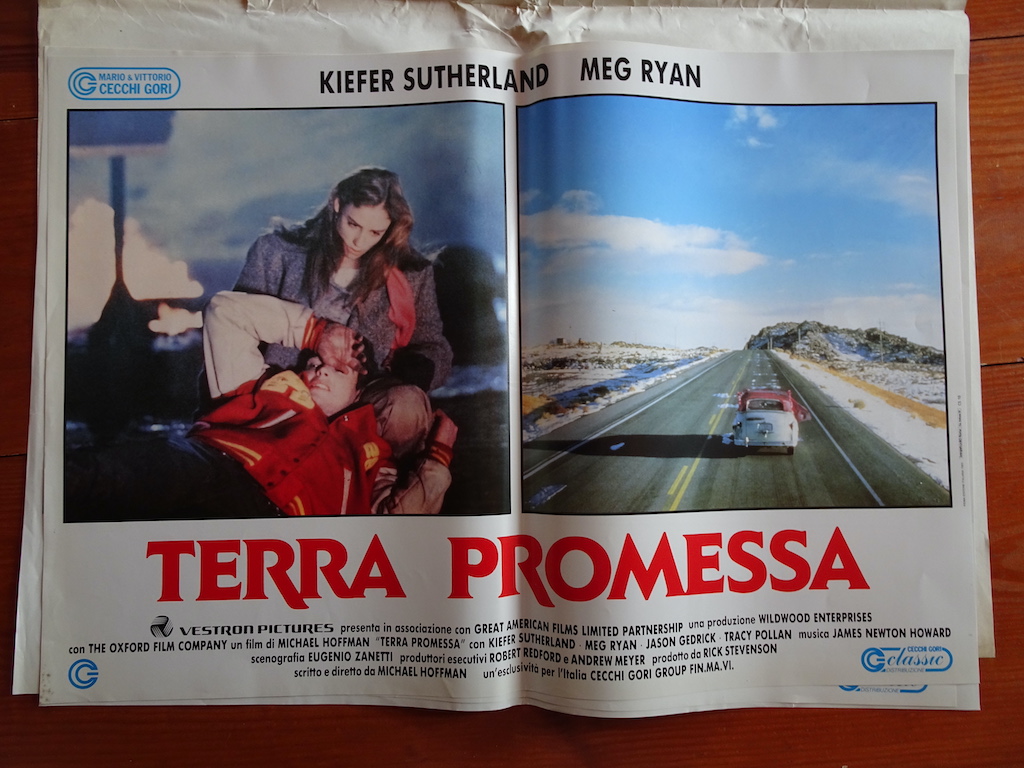 MARIO & VITTORIO
CECCHI GORI
KIEFER SUTHERLAND MEG RYAN
TERRA PROMESSA
VESTRON PICTURES presenta in associazione con GREAT AMERICAN FILMS LIMITED PARTNERSHIP una produzione WILDWOOD ENTERPRISES
con THE OXFORD FILM COMPANY un film di MICHAEL HOFFMAN "TERRA PROMESSA" con KIEFER SUTHERLAND · MEG RYAN · JASON GEDRICK · TRACY POLLAN musica JAMES NEWTON HOWARD
scenografia EUGENIO ZANETTI produttori esecutivi ROBERT REDFORD e ANDREW MEYER prodotto da RICK STEVENSON
scritto e diretto da MICHAEL HOFFMAN un'esclusività per l'Italia CECCHI GORI GROUP FIN.MA.VI.
CECCHI GORI
classic
DISTRIBUZIONE
DISTRIBUZIONE